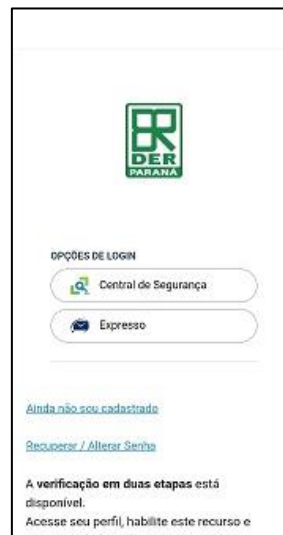 DER
PARANÁ
OPÇÕES DE LOGIN
Central de Segurança
Expresso
Ainda não sou cadastrado
Recuperar / Alterar Senha
A verificação em duas etapas está
disponível.
Acesse seu perfil, habilite este recurso e